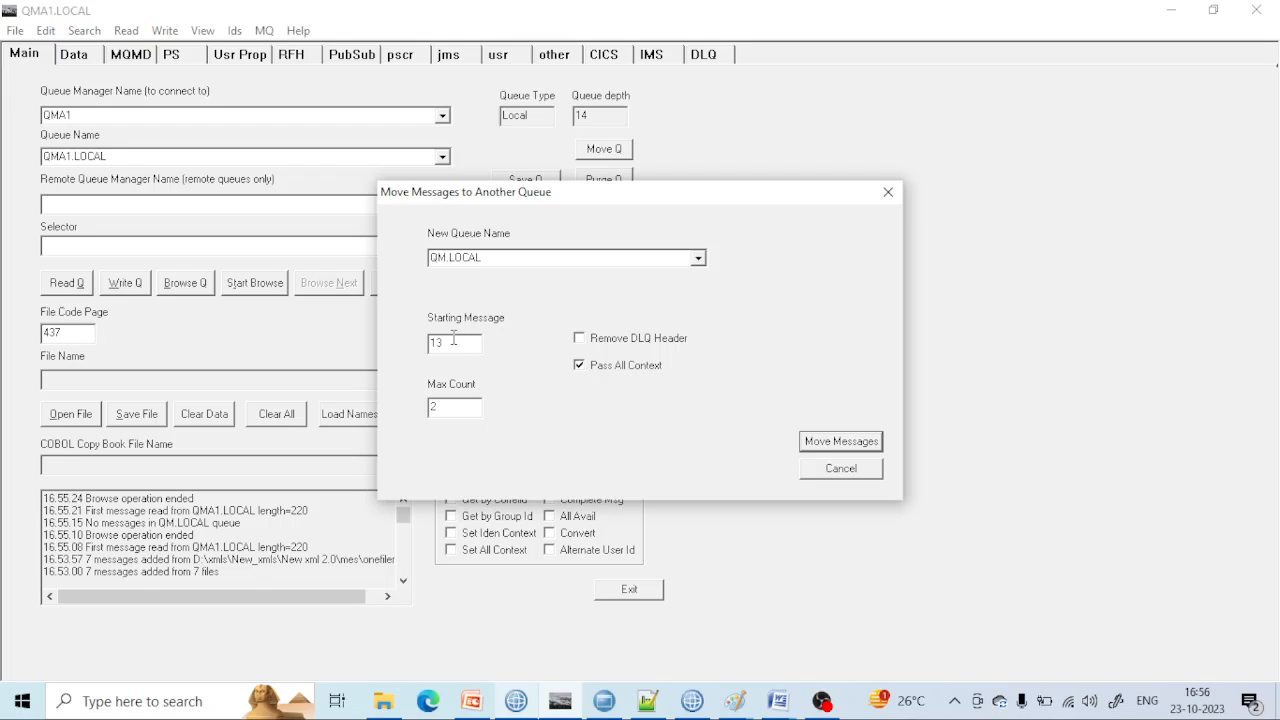 QMA1.LOCAL
File Edit Search Read Write View Ids MQ Help
Main Data MQMD PS Usr Prop RFH PubSub pscr jms usr other CICS IMS DLQ
Queue Manager Name (to connect to)
Queue Type Queue depth
QMA1
Local 14
Queue Name
Move Q
QMA1.LOCAL
Remote Queue Manager Name (remote queues only)
Save Q Purge Q
Move Messages to Another Queue
Selector
New Queue Name
QM.LOCAL
Read Q Write Q Browse Q Start Browse Browse Next
File Code Page
437
Starting Message
13
Remove DLQ Header
Pass All Context
File Name
Max Count
2
Open File Save File Clear Data Clear All Load Names
Move Messages
Cancel
COBOL Copy Book File Name
16.55.24 Browse operation ended
16.55.21 First message read from QMA1.LOCAL length=220
16.55.15 No messages in QM.LOCAL queue
16.55.10 Browse operation ended
16.55.08 First message read from QMA1.LOCAL length=220
16.53.57 7 messages added from D:\xmls\New_xmls\New xml 2.0\mes\onefiler
16.53.00 7 messages added from 7 files
Get by Correlid Complete Msg
Get by Group Id All Avail
Set Iden Context Convert
Set All Context Alternate User Id
Exit
Type here to search
1
26°C
ENG
16:56
23-10-2023
2